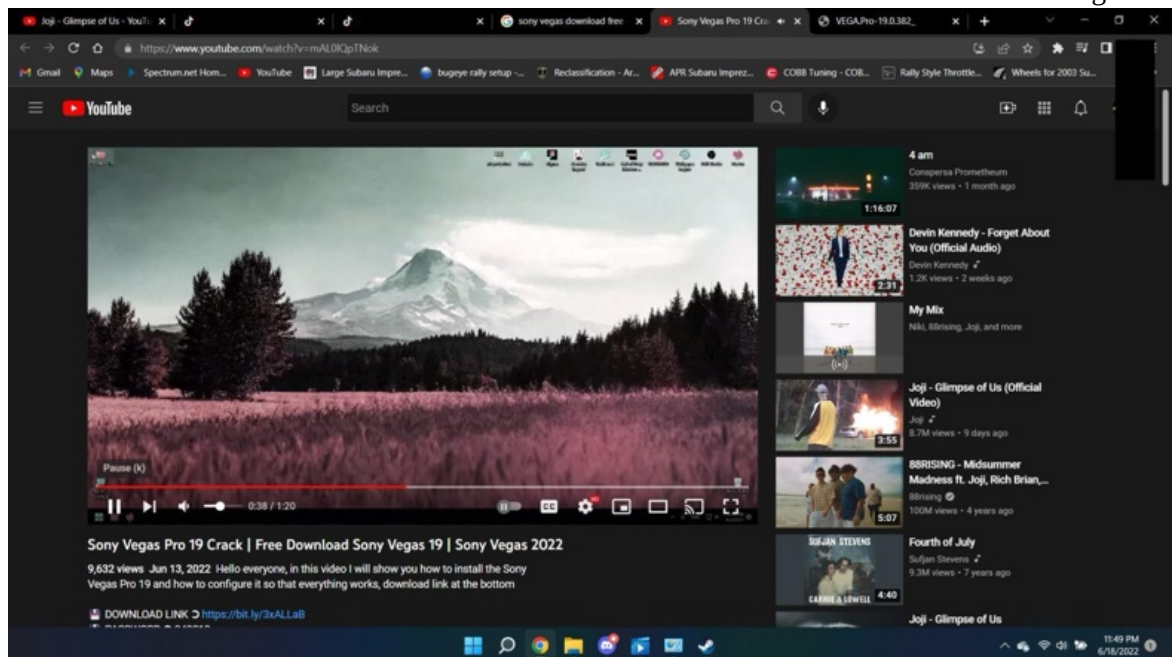 Joji - Glimpse of Us - YouTu
sony vegas download free
Sony Vegas Pro 19 Cra
VEGA.Pro-19.0.382_
https://www.youtube.com/watch?v=mAL0lQpTNok
Gmail
Maps
Spectrum.net Hom...
YouTube
Large Subaru Impre...
bugeye rally setup -...
Reclassification - Ar...
APR Subaru Imprez...
COBB Tuning - COB...
Rally Style Throttle...
Wheels for 2003 Su...
YouTube
Search
Pause (k)
0:38 / 1:20
CC
Sony Vegas Pro 19 Crack | Free Download Sony Vegas 19 | Sony Vegas 2022
9,632 views Jun 13, 2022 Hello everyone, in this video I will show you how to install the Sony
Vegas Pro 19 and how to configure it so that everything works, download link at the bottom
DOWNLOAD LINK https://bit.ly/3xALLaB
4 am
Conspersa Prometheum
359K views • 1 month ago
1:16:07
Devin Kennedy - Forget About
You (Official Audio)
Devin Kennedy
1.2K views • 2 weeks ago
2:31
My Mix
Niki, 88rising, Joji, and more
Joji - Glimpse of Us (Official
Video)
Joji
8.7M views • 9 days ago
3:55
88RISING - Midsummer
Madness ft. Joji, Rich Brian,...
88rising
100M views • 4 years ago
5:07
SUFJAN STEVENS
CARRIE & LOWELL
Fourth of July
Sufjan Stevens
9.3M views • 7 years ago
4:40
Joji - Glimpse of Us
11:49 PM
6/18/2022